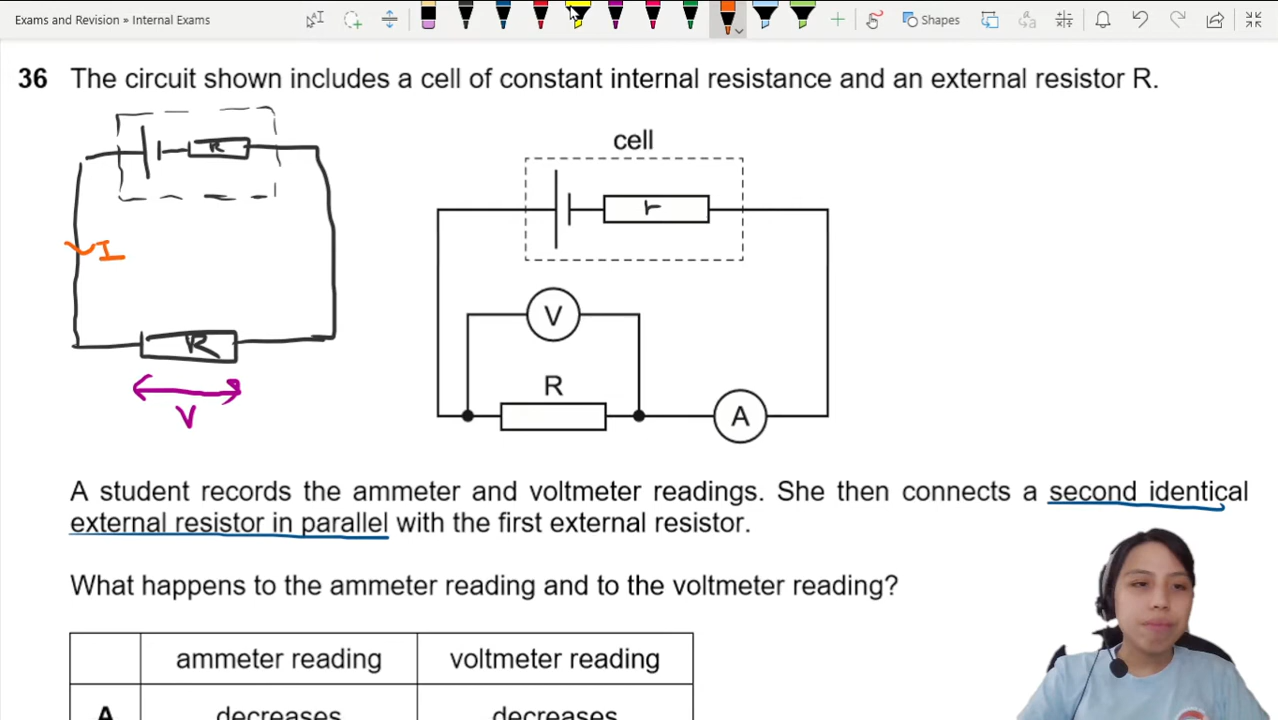 Exams and Revision » Internal Exams
Shapes
36 The circuit shown includes a cell of constant internal resistance and an external resistor R.
cell
R
r
I
V
R
R
A
V
A student records the ammeter and voltmeter readings. She then connects a second identical
external resistor in parallel with the first external resistor.
What happens to the ammeter reading and to the voltmeter reading?
ammeter reading voltmeter reading
A decreases decreases